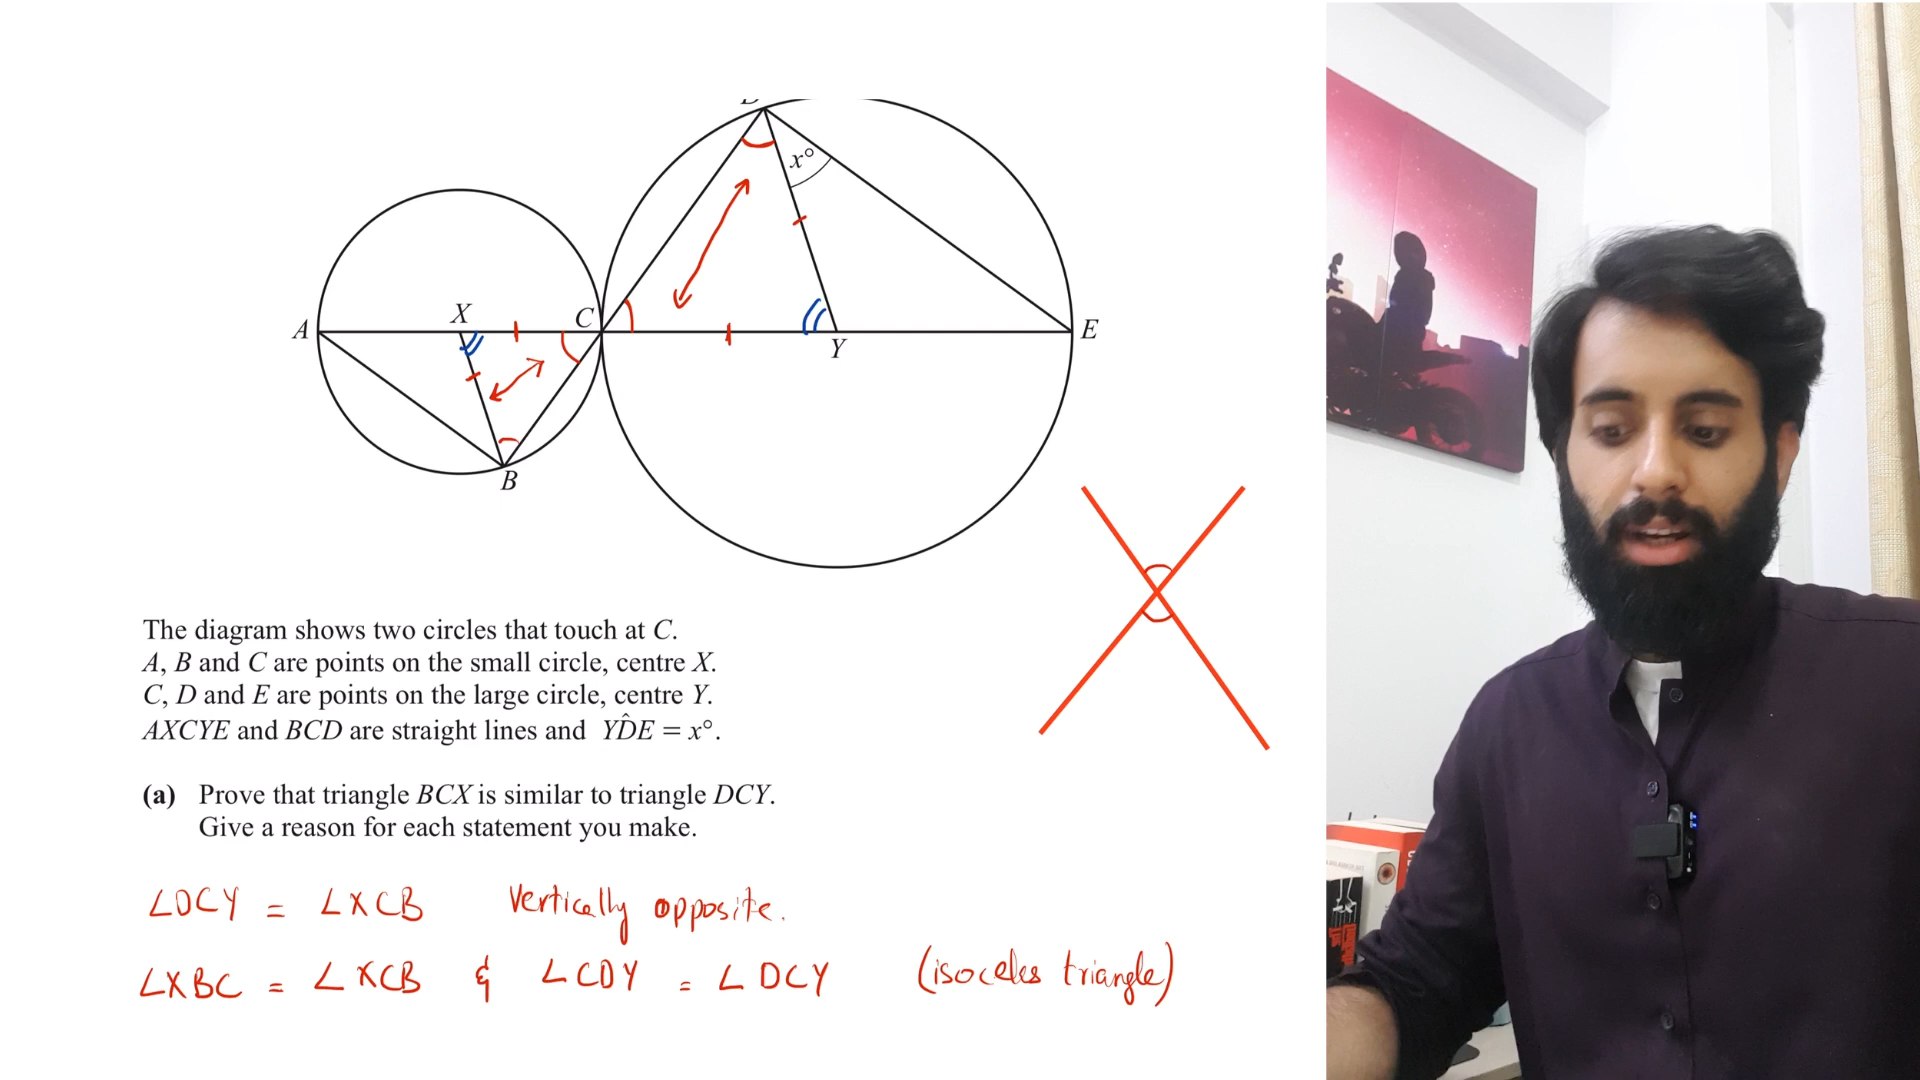 x°
X
C
A
E
Y
B
The diagram shows two circles that touch at C.
A, B and C are points on the small circle, centre X.
C, D and E are points on the large circle, centre Y.
AXCYE and BCD are straight lines and YD̂E = x°.
(a) Prove that triangle BCX is similar to triangle DCY.
Give a reason for each statement you make.
∠DCY = ∠XCB Vertically opposite.
∠XBC = ∠XCB & ∠CDY = ∠DCY (isoceles triangle)